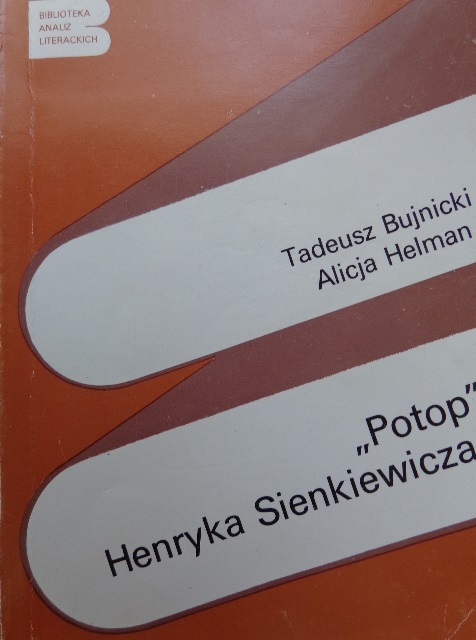 BIBLIOTEKA
ANALIZ
LITERACKICH
Tadeusz Bujnicki
Alicja Helman
„Potop”
Henryka Sienkiewicza